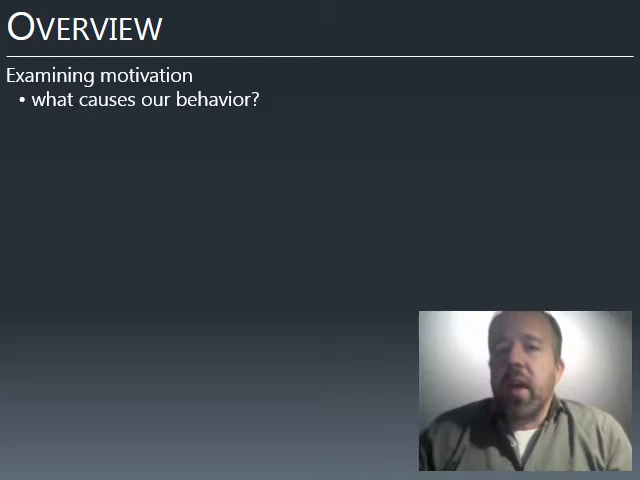 OVERVIEW
Examining motivation
• what causes our behavior?